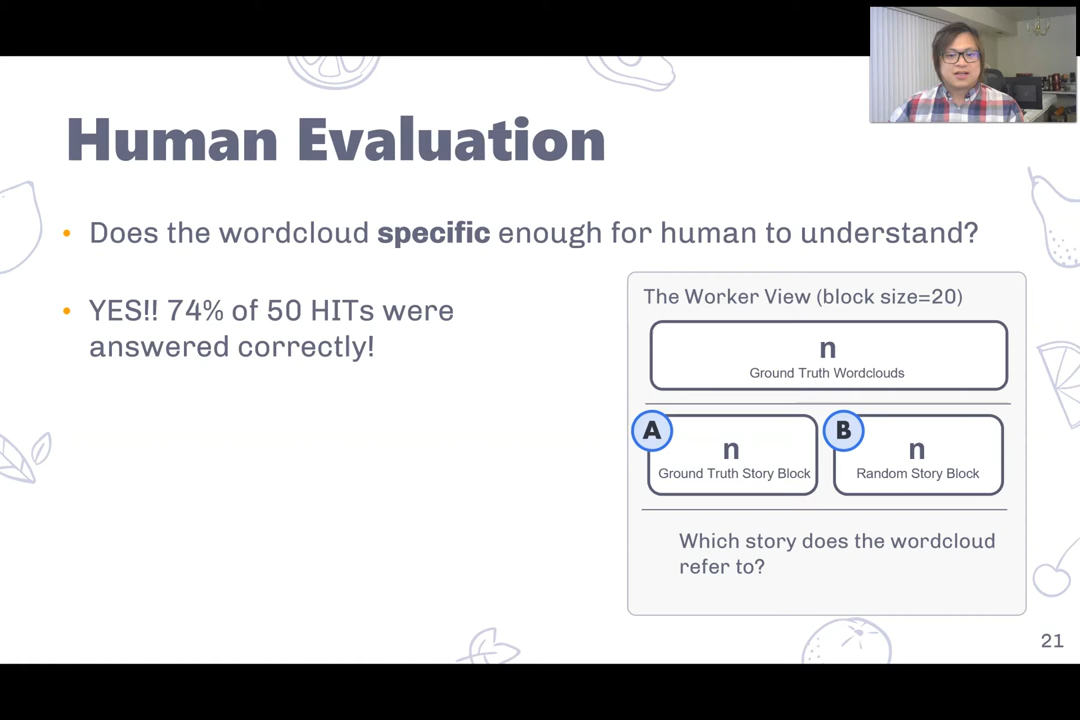 Human Evaluation
Does the wordcloud specific enough for human to understand?
YES!! 74% of 50 HITs were
answered correctly!
The Worker View (block size=20)
n
Ground Truth Wordclouds
A
n
Ground Truth Story Block
B
n
Random Story Block
Which story does the wordcloud
refer to?
21